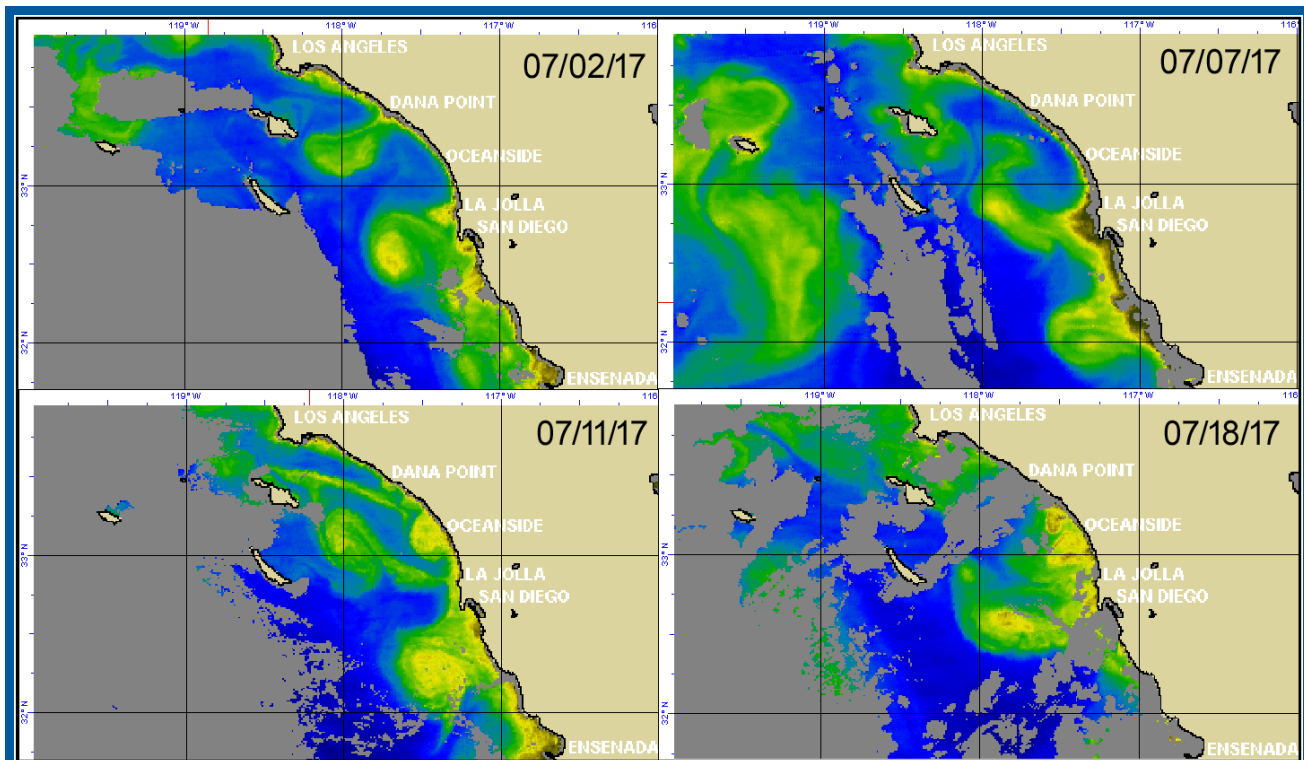 119°W 118°W 117°W 116°
LOS ANGELES
07/02/17
DANA POINT
OCEANSIDE
33°N
LA JOLLA
SAN DIEGO
32°N
ENSENADA
119°W 118°W 117°W 116
LOS ANGELES
07/07/17
DANA POINT
OCEANSIDE
33°N
LA JOLLA
SAN DIEGO
32°N
ENSENADA
119°W 118°W 117°W 116°
LOS ANGELES
07/11/17
DANA POINT
OCEANSIDE
33°N
LA JOLLA
SAN DIEGO
32°N
ENSENADA
119°W 118°W 117°W 116
LOS ANGELES
07/18/17
DANA POINT
OCEANSIDE
33°N
LA JOLLA
SAN DIEGO
32°N
ENSENADA